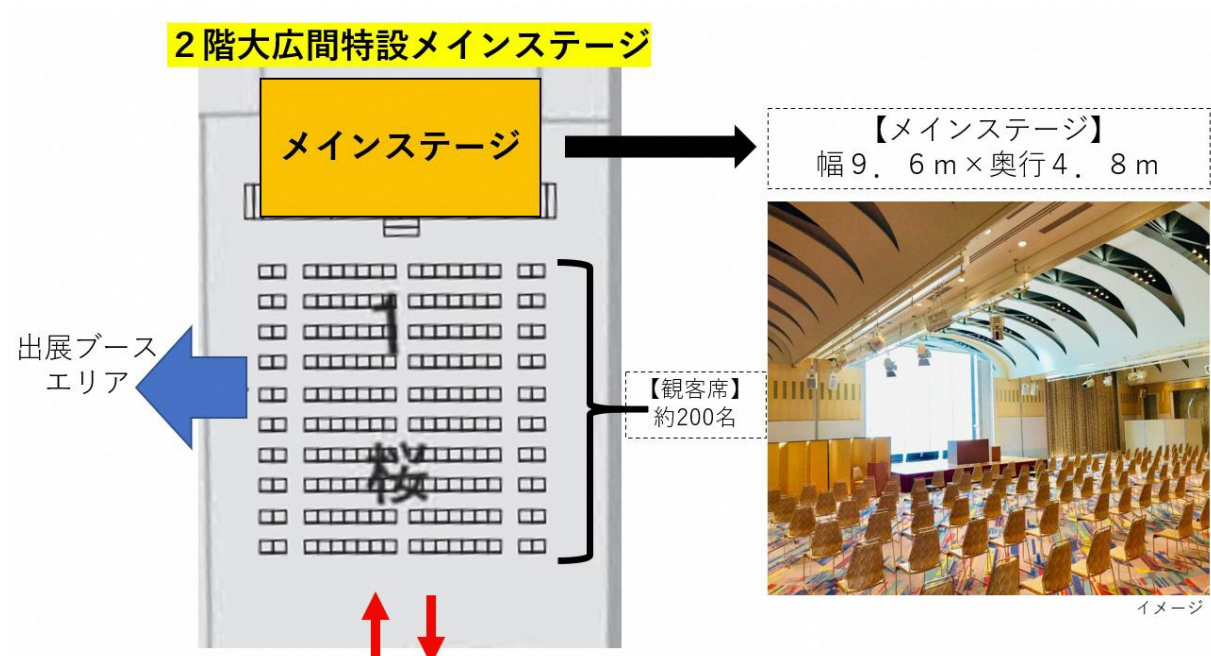 ２階大広間特設メインステージ
メインステージ
【メインステージ】
幅９．６ｍ×奥行４．８ｍ
1
出展ブース
エリア
【観客席】
約200名
桜
イメージ